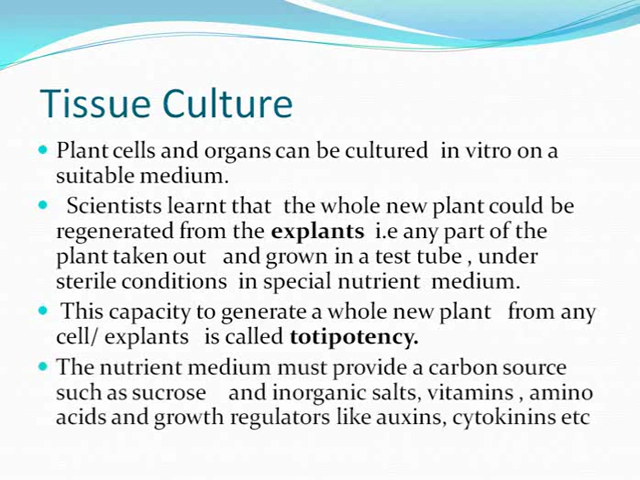 Tissue Culture
• Plant cells and organs can be cultured in vitro on a
suitable medium.
• Scientists learnt that the whole new plant could be
regenerated from the explants i.e any part of the
plant taken out and grown in a test tube , under
sterile conditions in special nutrient medium.
• This capacity to generate a whole new plant from any
cell/ explants is called totipotency.
• The nutrient medium must provide a carbon source
such as sucrose and inorganic salts, vitamins , amino
acids and growth regulators like auxins, cytokinins etc